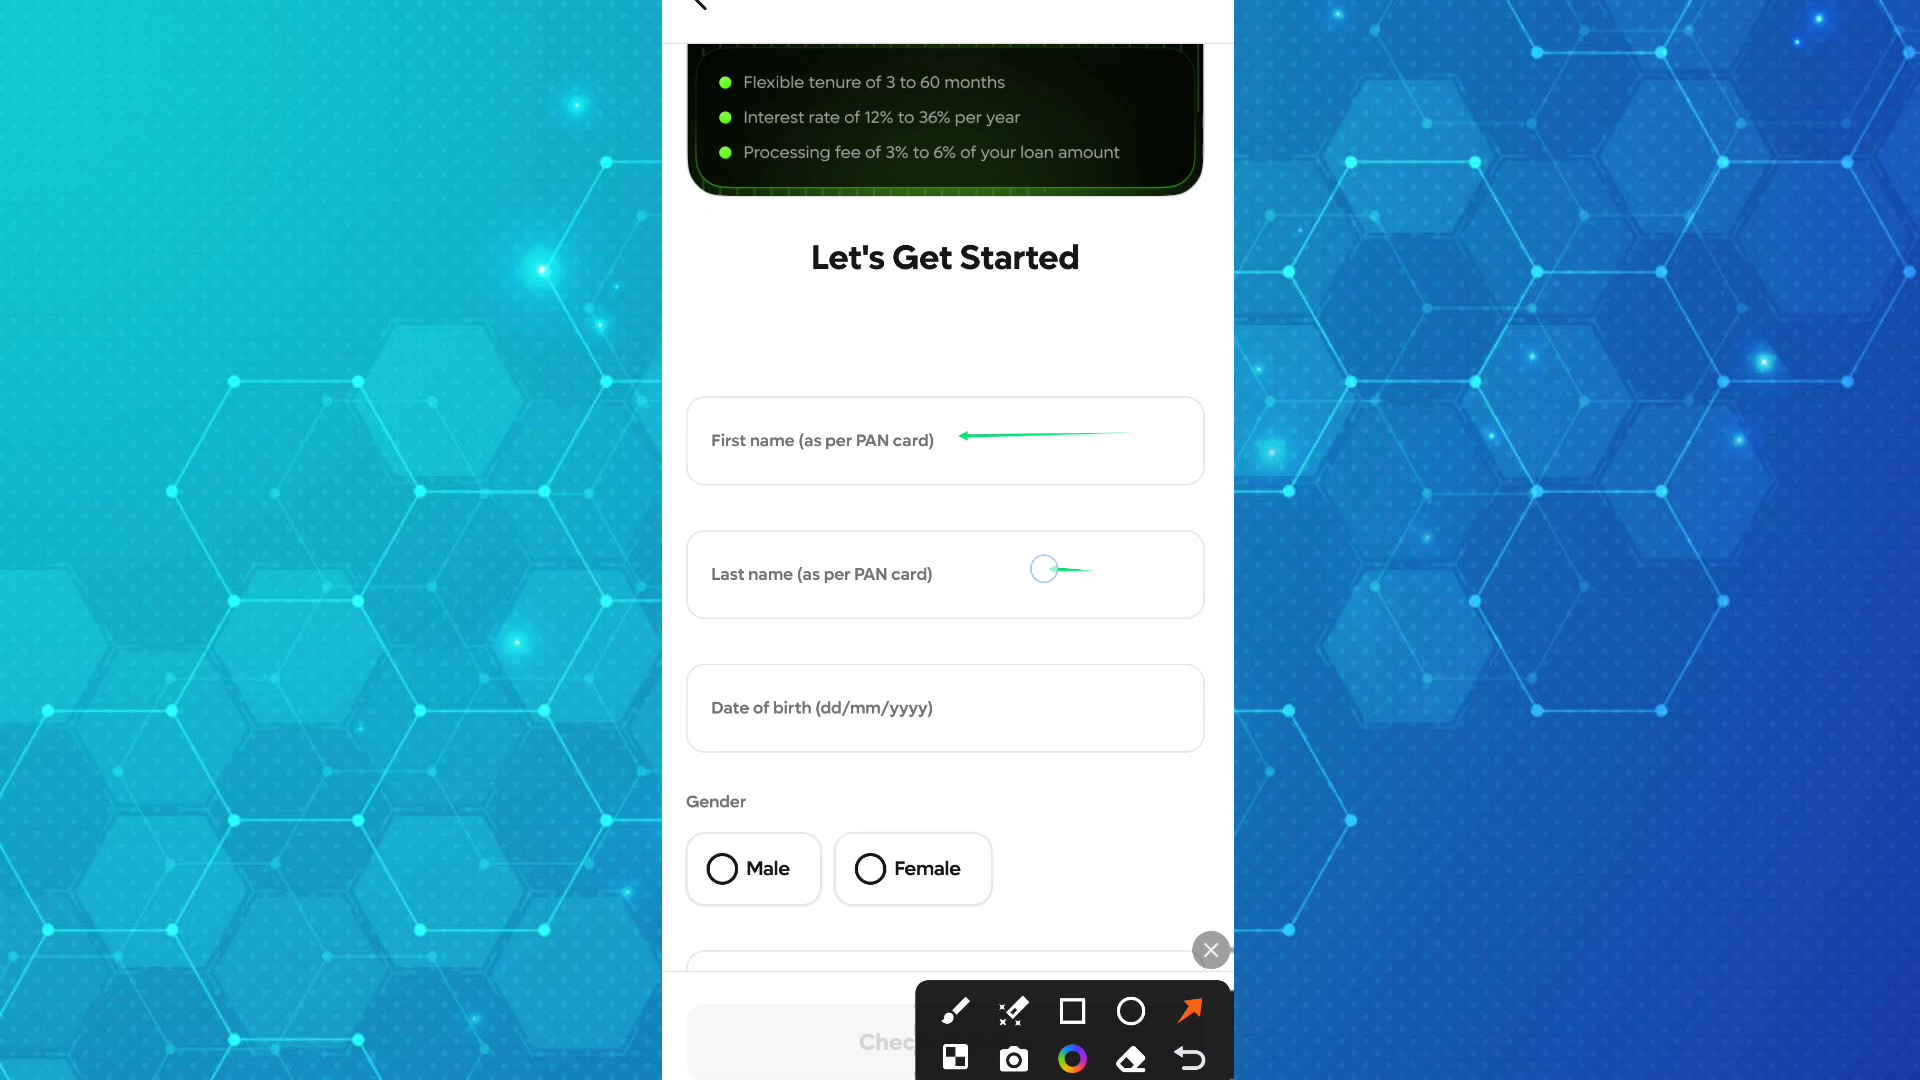 Flexible tenure of 3 to 60 months
Interest rate of 12% to 36% per year
Processing fee of 3% to 6% of your loan amount
Let's Get Started
First name (as per PAN card)
Last name (as per PAN card)
Date of birth (dd/mm/yyyy)
Gender
Male
Female